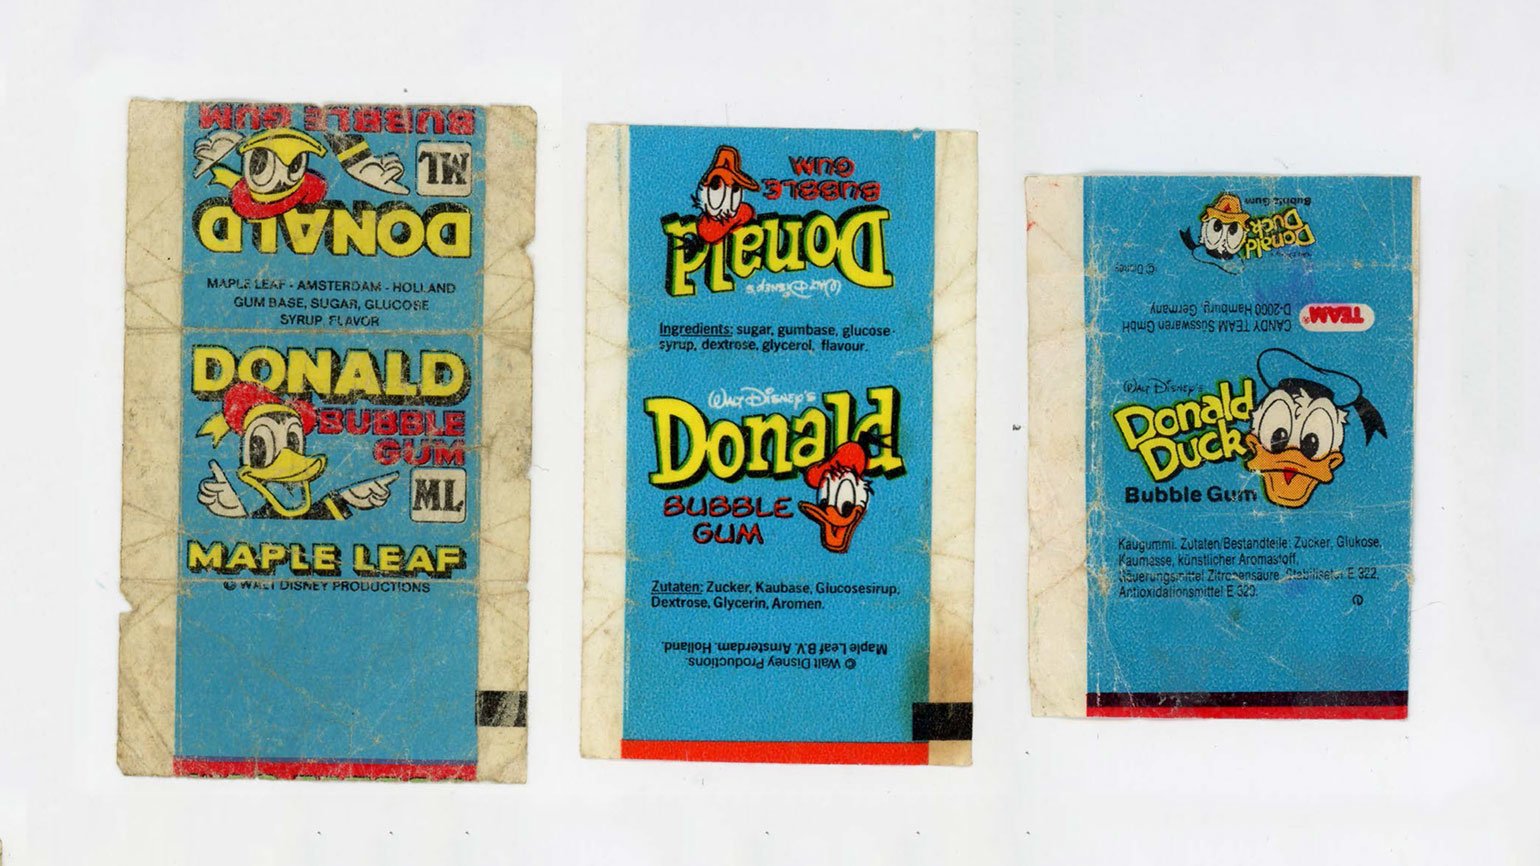 BUBBLE GUM
ML
DONALD
MAPLE LEAF - AMSTERDAM - HOLLAND
GUM BASE, SUGAR, GLUCOSE
SYRUP, FLAVOR
DONALD
BUBBLE
GUM
ML
MAPLE LEAF
© WALT DISNEY PRODUCTIONS
WALT DISNEY'S
Donald
BUBBLE
GUM
Ingredients: sugar, gumbase, glucose-
syrup, dextrose, glycerol, flavour.
WALT DISNEY'S
Donald
BUBBLE
GUM
Zutaten: Zucker, Kaubase, Glucosesirup,
Dextrose, Glycerin, Aromen.
© Walt Disney Productions.
Maple Leaf B.V. Amsterdam. Holland.
WALT DISNEY'S
Donald
Duck
Bubble Gum
© Disney
TEAM®
CANDY TEAM Süsswaren GmbH
D-2000 Hamburg, Germany
WALT DISNEY'S
Donald
Duck
Bubble Gum
Kaugummi. Zutaten/Bestandteile: Zucker, Glukose,
Kaumasse, künstlicher Aromastoff,
Säuerungsmittel Zitronensäure, Stabilisator E 322,
Antioxidationsmittel E 320.